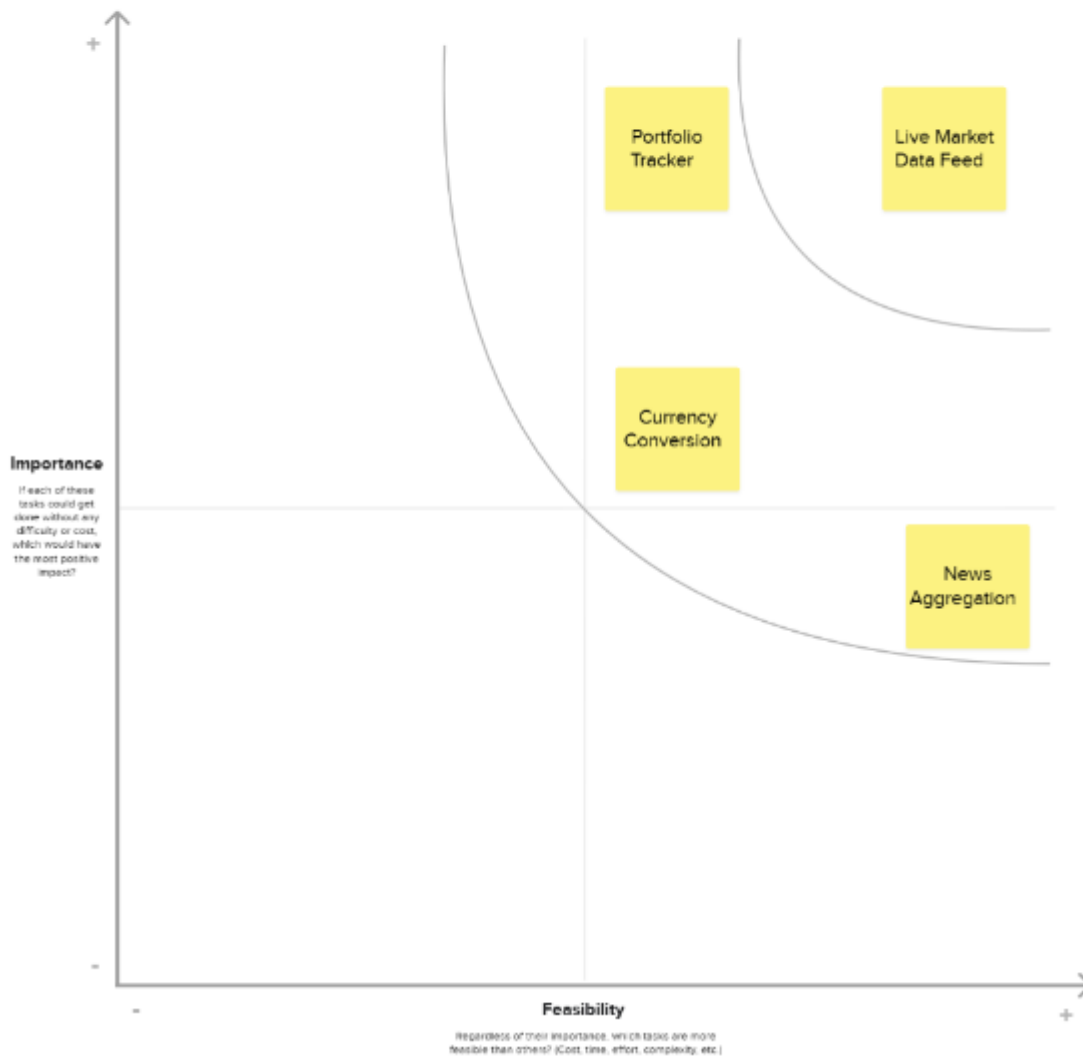 +
Portfolio
Tracker
Live Market
Data Feed
Currency
Conversion
Importance
If each of these
tasks could get
done without any
difficulty or cost,
which would have
the most positive
impact?
News
Aggregation
-
-
Feasibility
+
Regardless of their importance, which tasks are more
feasible than others? (Cost, time, effort, complexity, etc.)